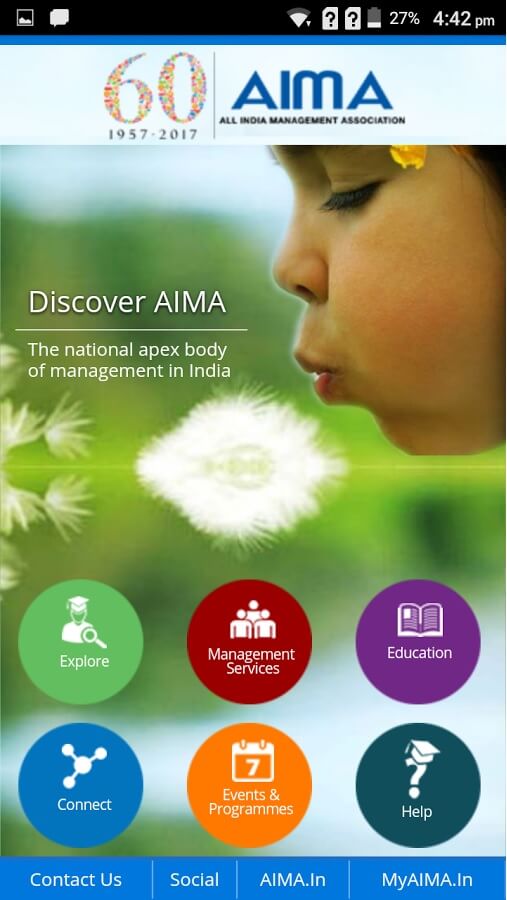 27% 4:42 pm
60 AIMA
ALL INDIA MANAGEMENT ASSOCIATION
1957-2017
Discover AIMA
The national apex body
of management in India
Explore
Management
Services
Education
Connect
7
Events &
Programmes
Help
Contact Us Social AIMA.In MyAIMA.In